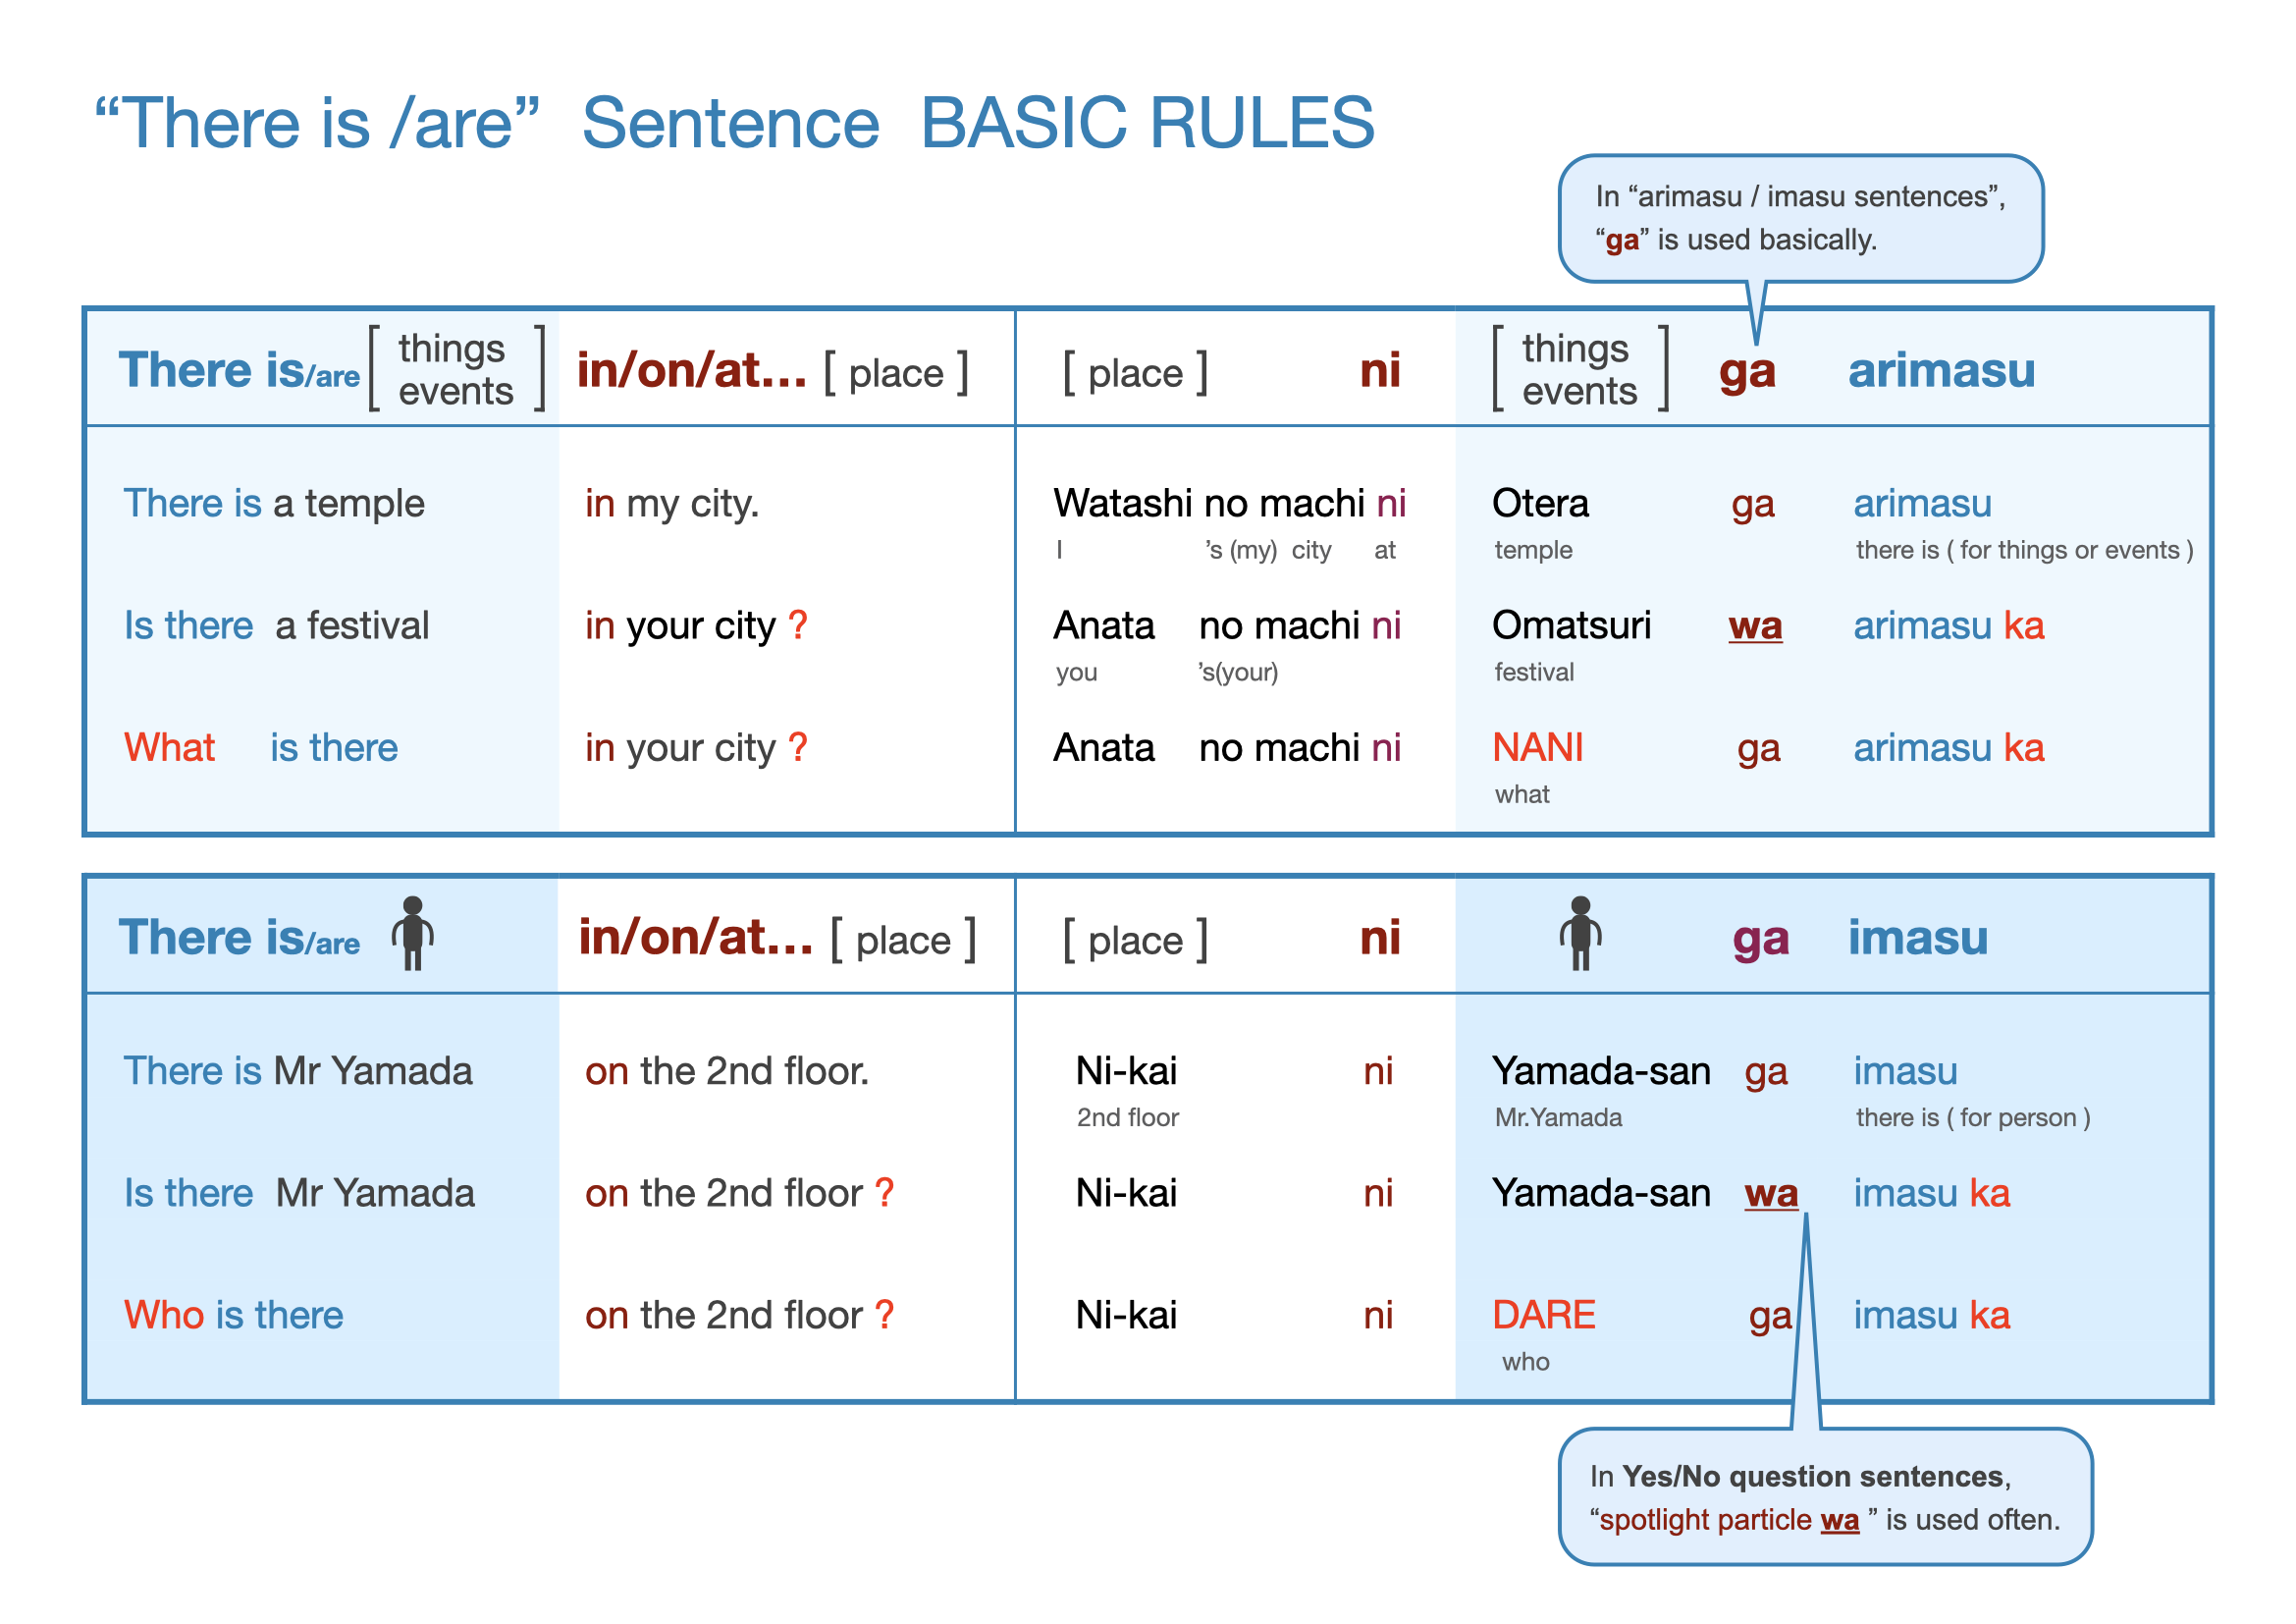 “There is /are” Sentence BASIC RULES
In “arimasu / imasu sentences”,
“ga” is used basically.
There is/are [ things events ] in/on/at... [ place ] [ place ] ni [ things events ] ga arimasu
There is a temple in my city. Watashi no machi ni Otera ga arimasu
I ’s (my) city at temple there is ( for things or events )
Is there a festival in your city ? Anata no machi ni Omatsuri wa arimasu ka
you ’s(your) festival
What is there in your city ? Anata no machi ni NANI ga arimasu ka
what
There is/are in/on/at... [ place ] [ place ] ni ga imasu
There is Mr Yamada on the 2nd floor. Ni-kai ni Yamada-san ga imasu
2nd floor Mr.Yamada there is ( for person )
Is there Mr Yamada on the 2nd floor ? Ni-kai ni Yamada-san wa imasu ka
Who is there on the 2nd floor ? Ni-kai ni DARE ga imasu ka
who
In Yes/No question sentences,
“spotlight particle wa ” is used often.